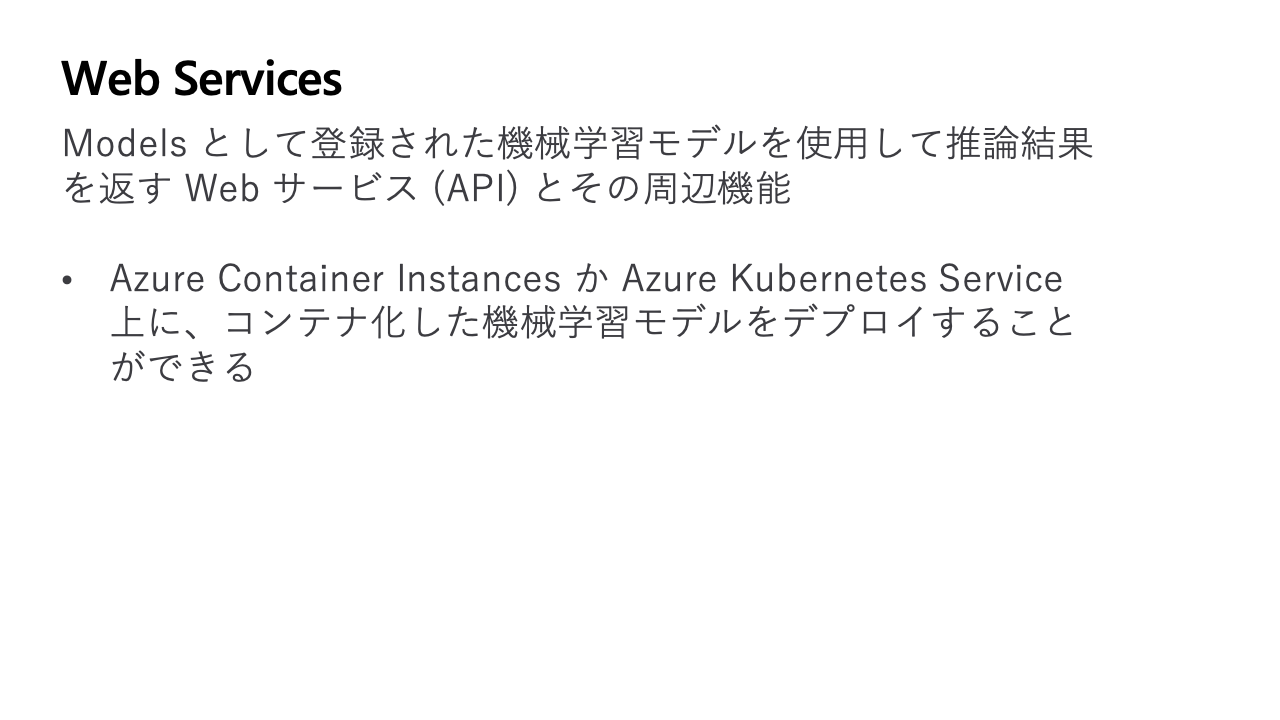 Web Services
Models として登録された機械学習モデルを使用して推論結果
を返す Web サービス (API) とその周辺機能
• Azure Container Instances か Azure Kubernetes Service
上に、コンテナ化した機械学習モデルをデプロイすること
ができる